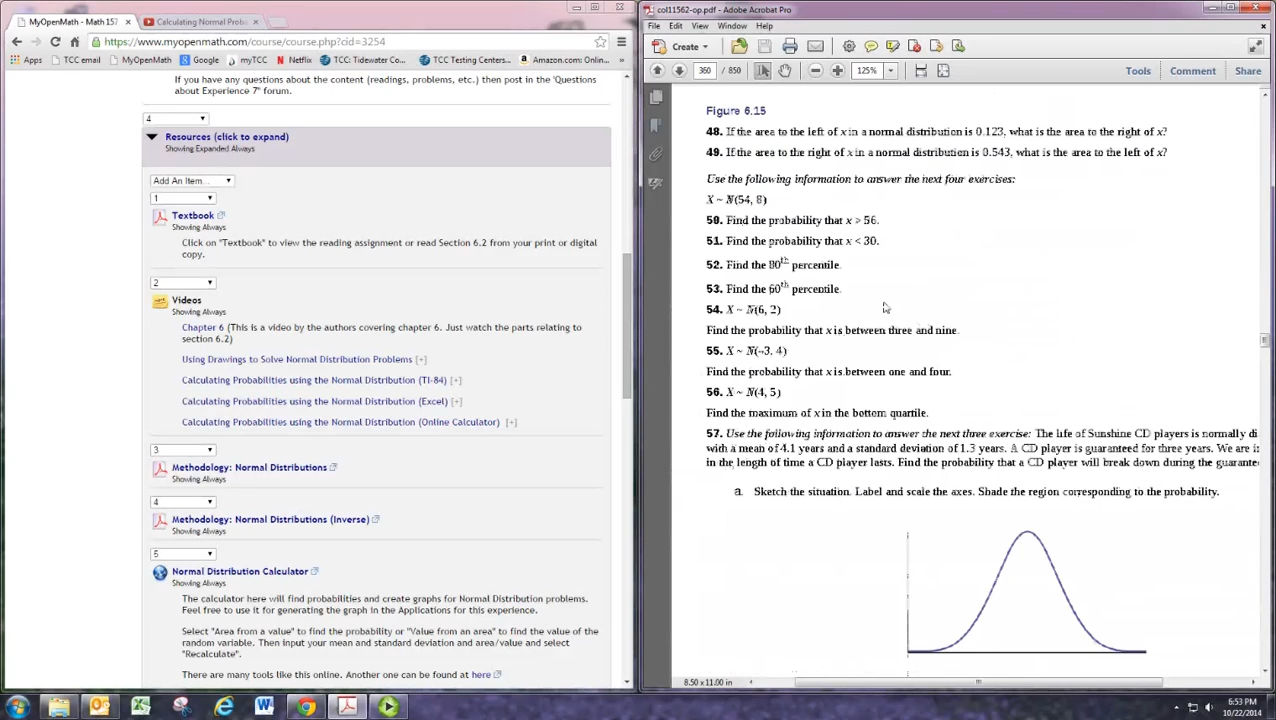 MyOpenMath - Math 157
Calculating Normal Proba
https://www.myopenmath.com/course/course.php?cid=3254
Apps TCC email MyOpenMath Google myTCC Netflix TCC: Tidewater Co... TCC Testing Centers... Amazon.com: Onlin...
If you have any questions about the content (readings, problems, etc.) then post in the 'Questions
about Experience 7" forum.
4
Resources (click to expand)
Showing Expanded Always
Add An Item...
1
Textbook
Showing Always
Click on "Textbook" to view the reading assignment or read Section 6.2 from your print or digital
copy.
2
Videos
Showing Always
Chapter 6 (This is a video by the authors covering chapter 6. Just watch the parts relating to
section 6.2)
Using Drawings to Solve Normal Distribution Problems [+]
Calculating Probabilities using the Normal Distribution (TI-84) [+]
Calculating Probabilities using the Normal Distribution (Excel) [+]
Calculating Probabilities using the Normal Distribution (Online Calculator) [+]
3
Methodology: Normal Distributions
Showing Always
4
Methodology: Normal Distributions (Inverse)
Showing Always
5
Normal Distribution Calculator
Showing Always
The calculator here will find probabilities and create graphs for Normal Distribution problems.
Feel free to use it for generating the graph in the Applications for this experience.
Select "Area from a value" to find the probability or "Value from an area" to find the value of the
random variable. Then input your mean and standard deviation and area/value and select
"Recalculate".
There are many tools like this online. Another one can be found at here
col11562-op.pdf - Adobe Acrobat Pro
File Edit View Window Help
Create
360 / 850 125% Tools Comment Share
Figure 6.15
48. If the area to the left of x in a normal distribution is 0.123, what is the area to the right of x?
49. If the area to the right of x in a normal distribution is 0.543, what is the area to the left of x?
Use the following information to answer the next four exercises:
X ~ N(54, 8)
50. Find the probability that x > 56.
51. Find the probability that x < 30.
52. Find the 80th percentile.
53. Find the 60th percentile.
54. X ~ N(6, 2)
Find the probability that x is between three and nine.
55. X ~ N(–3, 4)
Find the probability that x is between one and four.
56. X ~ N(4, 5)
Find the maximum of x in the bottom quartile.
57. Use the following information to answer the next three exercise: The life of Sunshine CD players is normally di
with a mean of 4.1 years and a standard deviation of 1.3 years. A CD player is guaranteed for three years. We are i
in the length of time a CD player lasts. Find the probability that a CD player will break down during the guarante
a. Sketch the situation. Label and scale the axes. Shade the region corresponding to the probability.
8.50 x 11.00 in
6:53 PM
10/22/2014